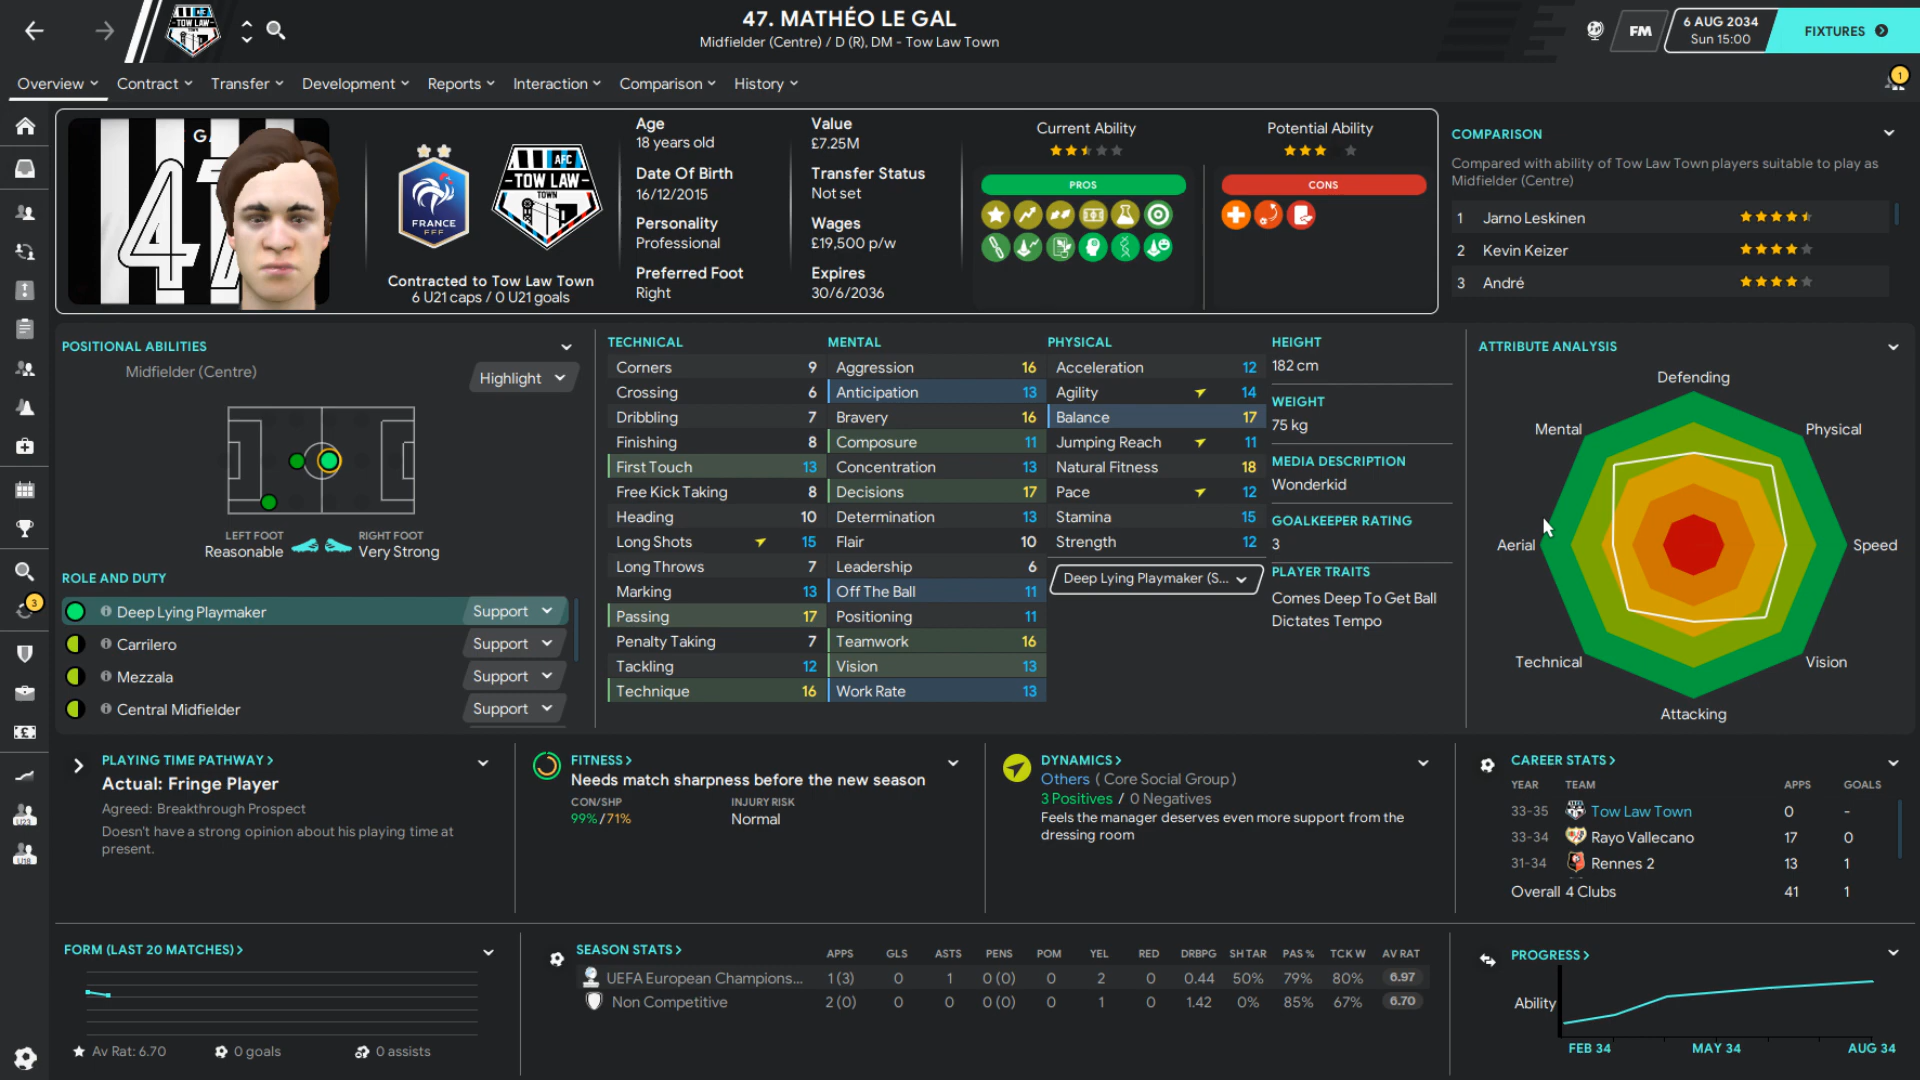 47. MATHÉO LE GAL
Midfielder (Centre) / D (R), DM - Tow Law Town
C3
TOW LAW
TOWN
FM
6 AUG 2034
Sun 15:00
FIXTURES
Overview
Contract
Transfer
Development
Reports
Interaction
Comparison
History
1
G
47
FRANCE
FFF
AFC
TOW LAW
TOWN
Contracted to Tow Law Town
6 U21 caps / 0 U21 goals
Age
18 years old
Date Of Birth
16/12/2015
Personality
Professional
Preferred Foot
Right
Value
£7.25M
Transfer Status
Not set
Wages
£19,500 p/w
Expires
30/6/2036
Current Ability
PROS
Potential Ability
CONS
COMPARISON
Compared with ability of Tow Law Town players suitable to play as
Midfielder (Centre)
1 Jarno Leskinen
2 Kevin Keizer
3 André
POSITIONAL ABILITIES
Midfielder (Centre)
Highlight
LEFT FOOT
Reasonable
RIGHT FOOT
Very Strong
ROLE AND DUTY
Deep Lying Playmaker Support
Carrilero Support
Mezzala Support
Central Midfielder Support
TECHNICAL
Corners 9
Crossing 6
Dribbling 7
Finishing 8
First Touch 13
Free Kick Taking 8
Heading 10
Long Shots 15
Long Throws 7
Marking 13
Passing 17
Penalty Taking 7
Tackling 12
Technique 16
MENTAL
Aggression 16
Anticipation 13
Bravery 16
Composure 11
Concentration 13
Decisions 17
Determination 13
Flair 10
Leadership 6
Off The Ball 11
Positioning 11
Teamwork 16
Vision 13
Work Rate 13
PHYSICAL
Acceleration 12
Agility 14
Balance 17
Jumping Reach 11
Natural Fitness 18
Pace 12
Stamina 15
Strength 12
Deep Lying Playmaker (S...
HEIGHT
182 cm
WEIGHT
75 kg
MEDIA DESCRIPTION
Wonderkid
GOALKEEPER RATING
3
PLAYER TRAITS
Comes Deep To Get Ball
Dictates Tempo
ATTRIBUTE ANALYSIS
Defending
Mental
Physical
Aerial
Speed
Technical
Vision
Attacking
3
U23
U18
PLAYING TIME PATHWAY >
Actual: Fringe Player
Agreed: Breakthrough Prospect
Doesn't have a strong opinion about his playing time at
present.
FITNESS >
Needs match sharpness before the new season
CON/SHP
99% / 71%
INJURY RISK
Normal
DYNAMICS >
Others ( Core Social Group )
3 Positives / 0 Negatives
Feels the manager deserves even more support from the
dressing room
CAREER STATS >
YEAR TEAM APPS GOALS
33-35 Tow Law Town 0 -
33-34 Rayo Vallecano 17 0
31-34 Rennes 2 13 1
Overall 4 Clubs 41 1
FORM (LAST 20 MATCHES) >
Av Rat: 6.70
0 goals
0 assists
SEASON STATS >
APPS GLS ASTS PENS POM YEL RED DRBPG SH TAR PAS % TCK W AV RAT
UEFA European Champions... 1 (3) 0 1 0 (0) 0 2 0 0.44 50% 79% 80% 6.97
Non Competitive 2 (0) 0 0 0 (0) 0 1 0 1.42 0% 85% 67% 6.70
PROGRESS >
Ability
FEB 34
MAY 34
AUG 34